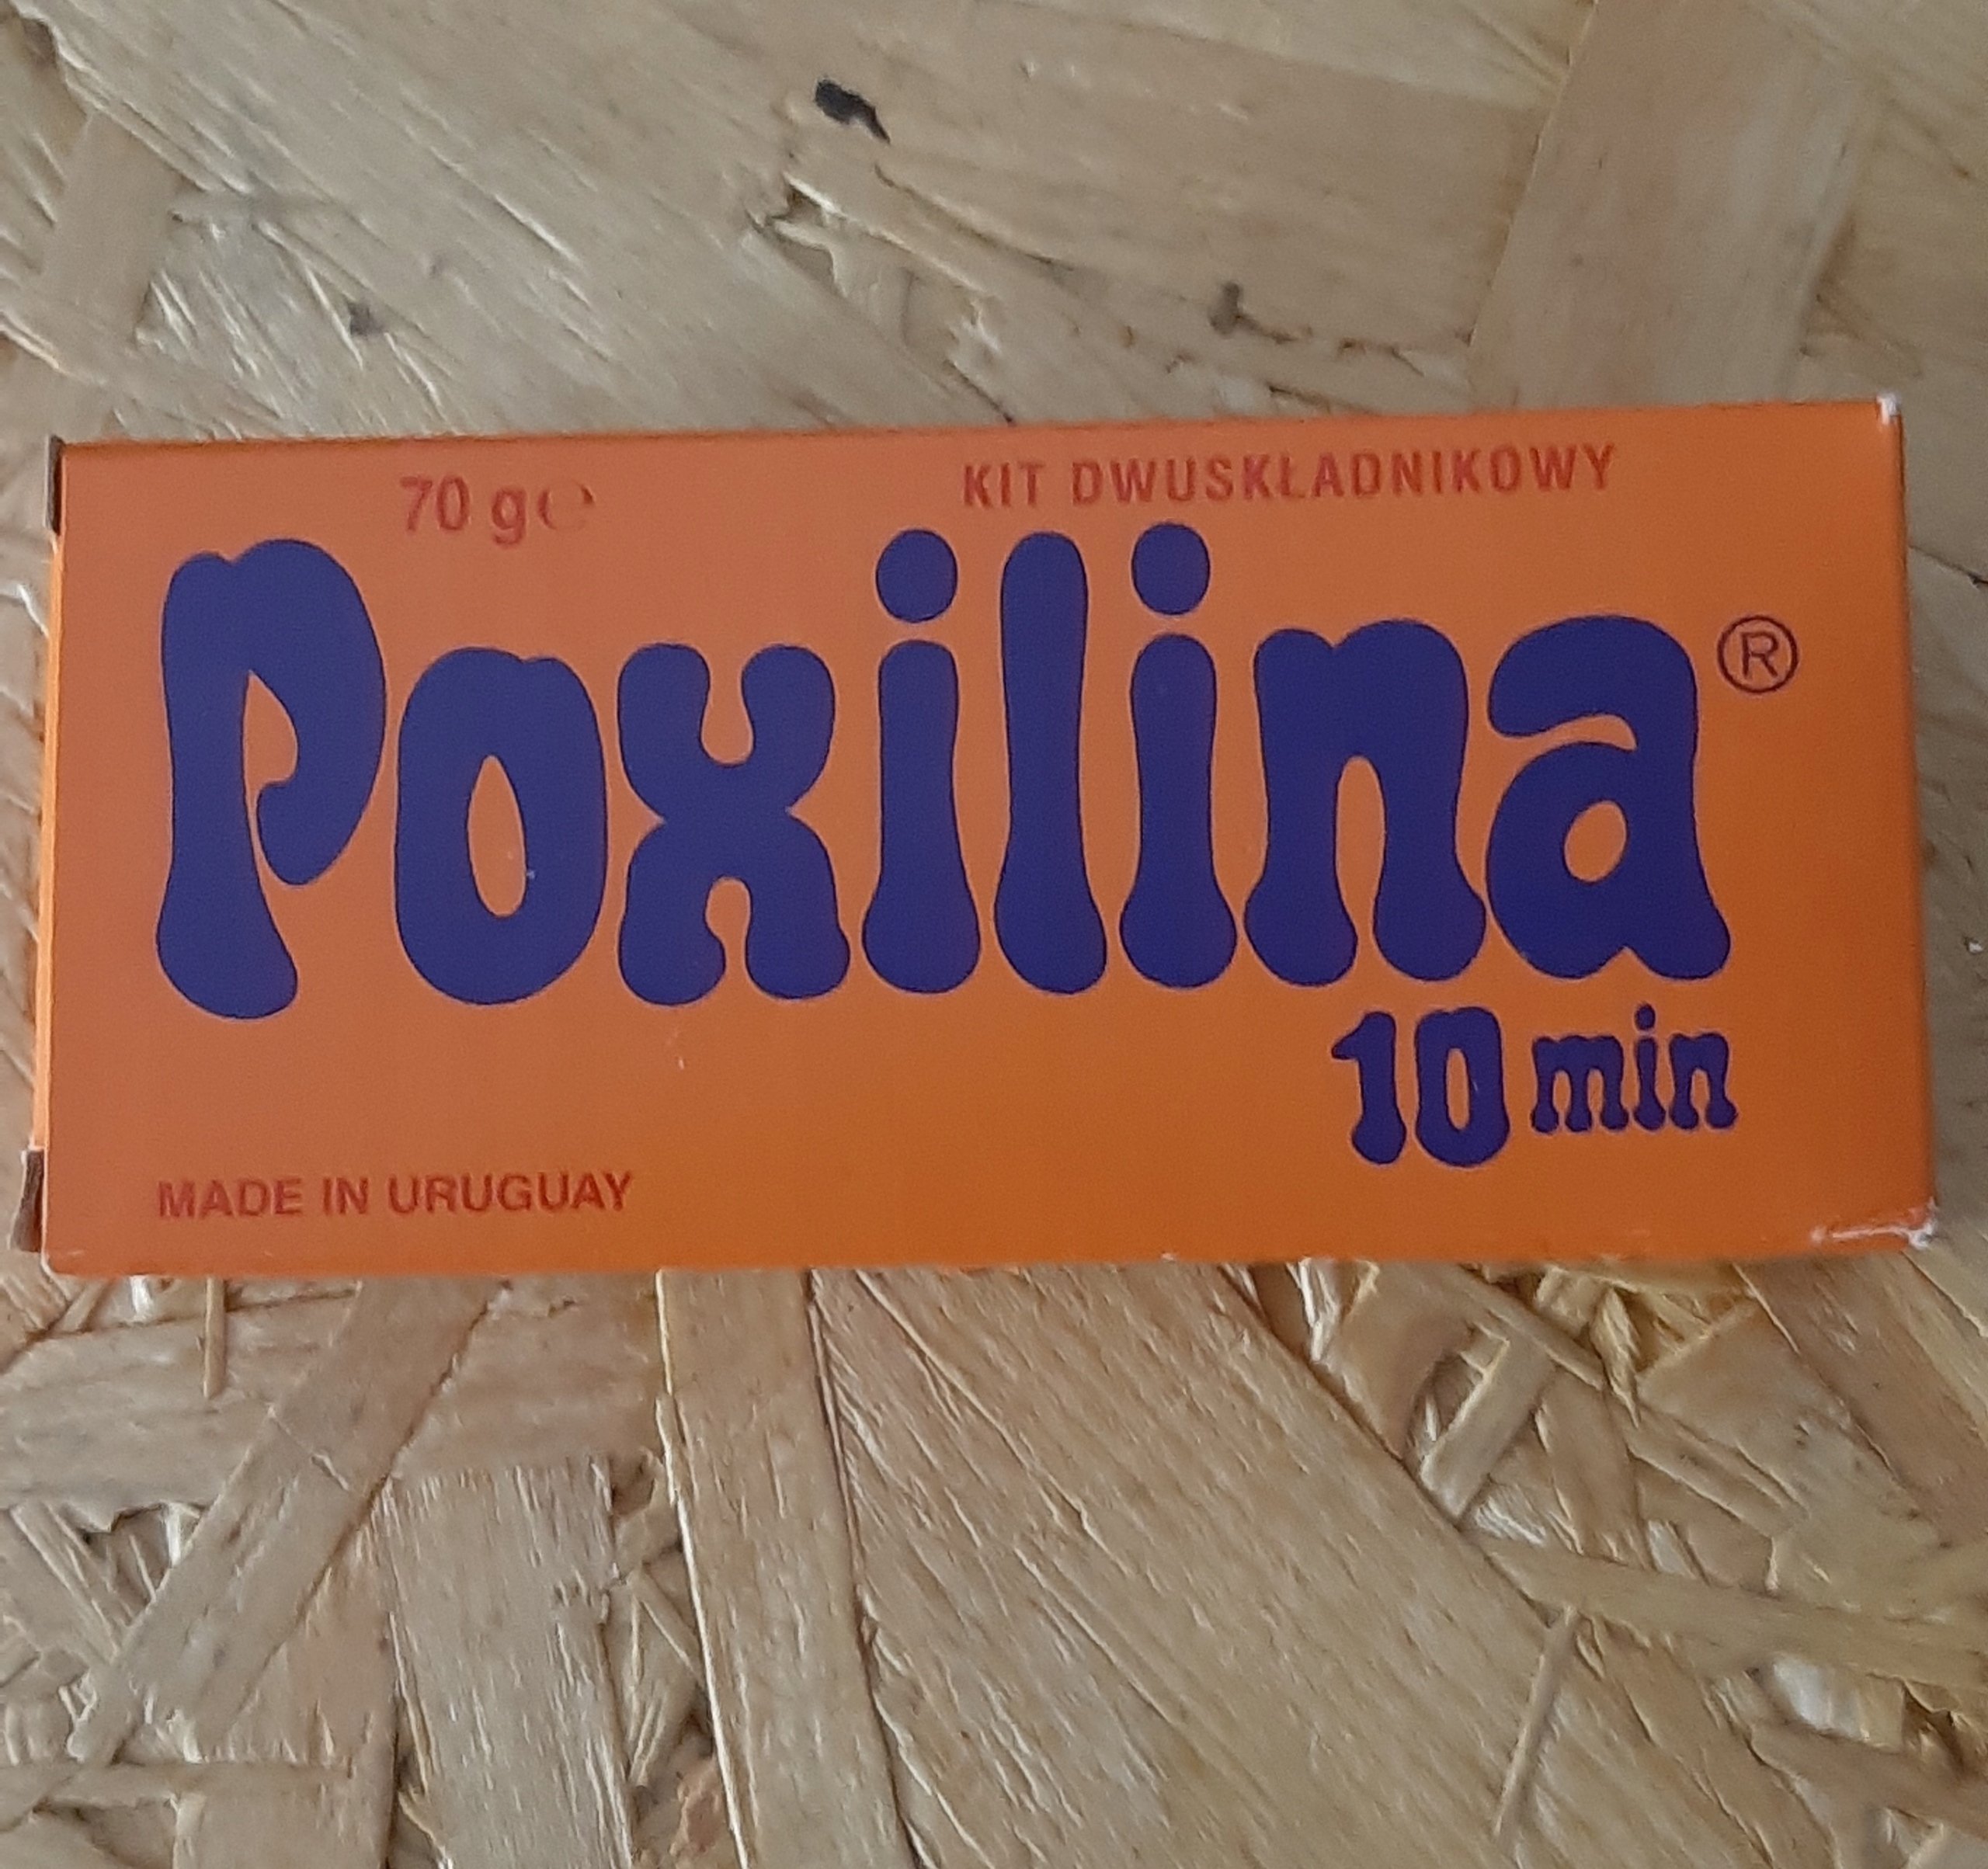 70 g ℮
KIT DWUSKŁADNIKOWY
Poxilina®
10 min
MADE IN URUGUAY